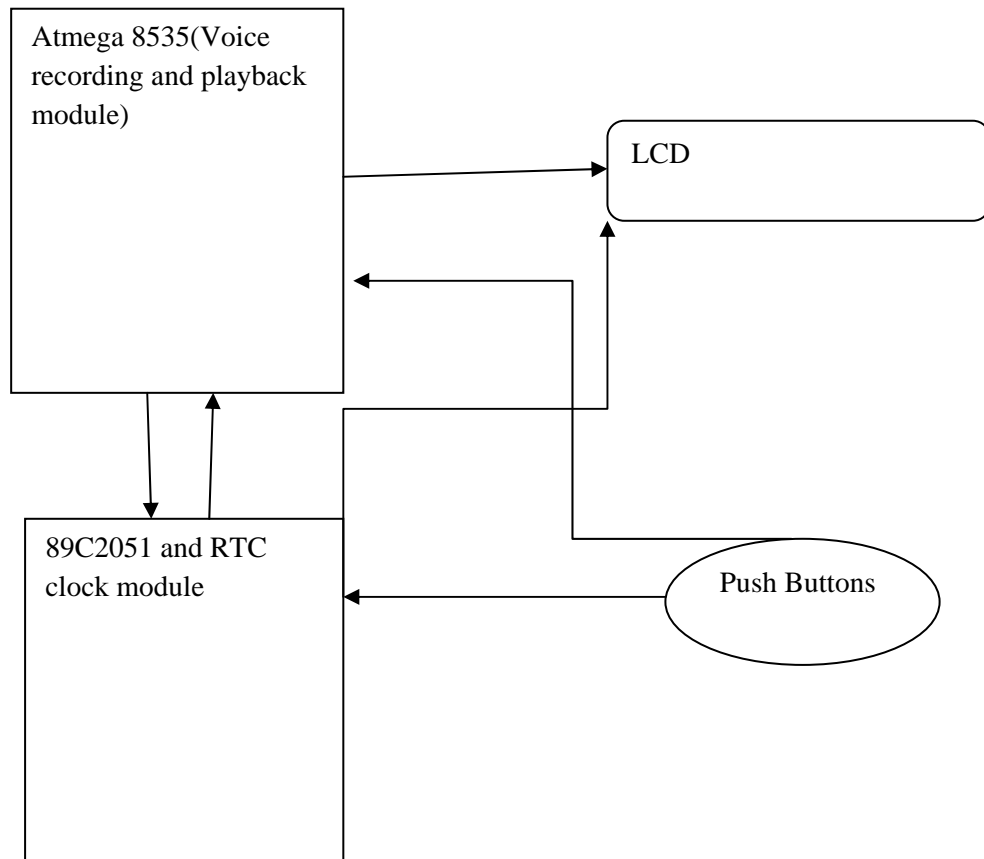 Atmega 8535(Voice
recording and playback
module)
LCD
89C2051 and RTC
clock module
Push Buttons